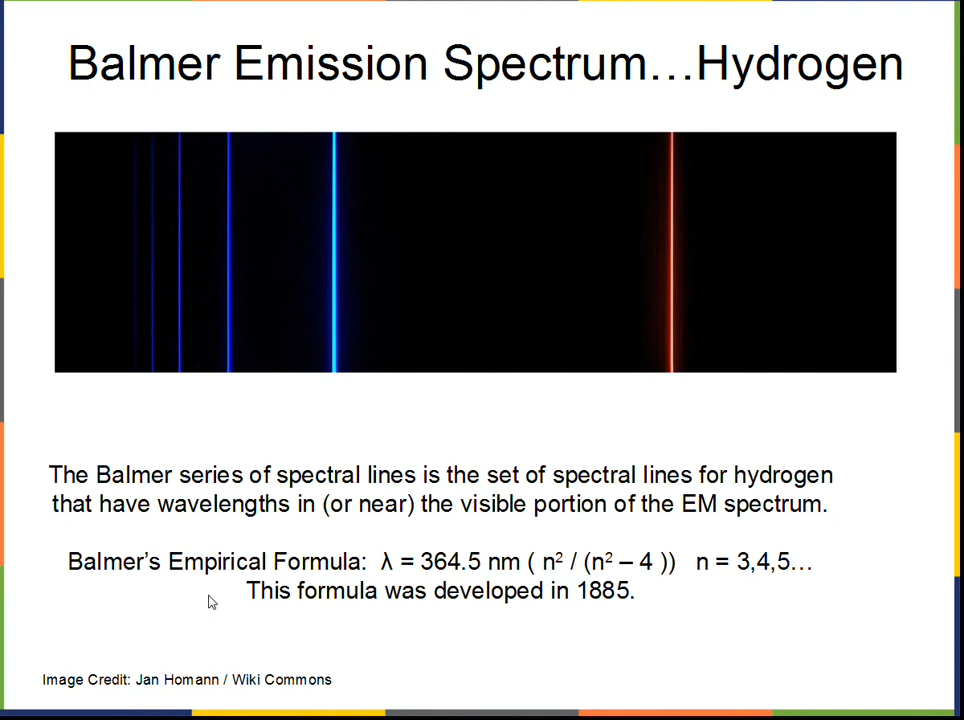 Balmer Emission Spectrum…Hydrogen
The Balmer series of spectral lines is the set of spectral lines for hydrogen
that have wavelengths in (or near) the visible portion of the EM spectrum.
Balmer’s Empirical Formula:  λ = 364.5 nm ( n² / (n² – 4 ))   n = 3,4,5…
This formula was developed in 1885.
Image Credit: Jan Homann / Wiki Commons